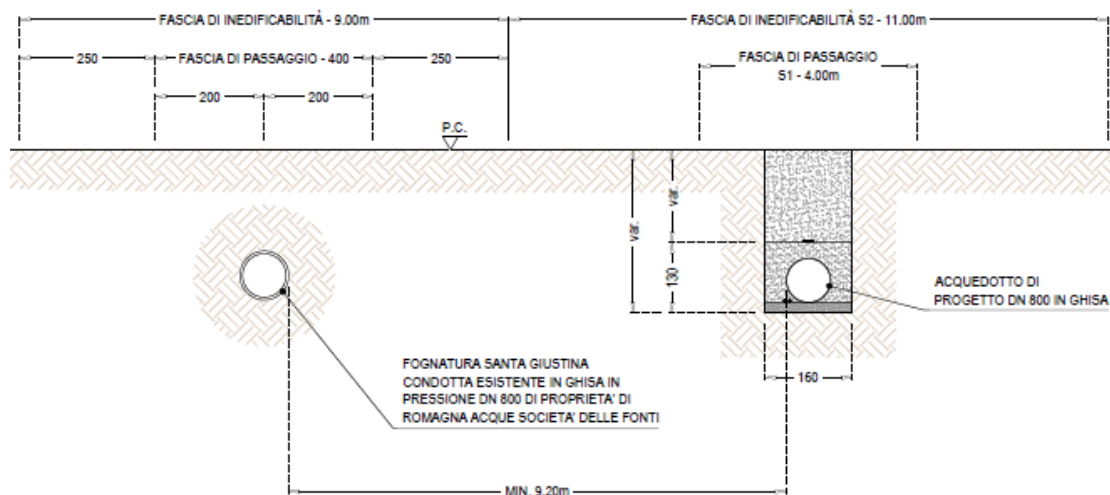 FASCIA DI INEDIFICABILITÀ - 9.00m
FASCIA DI INEDIFICABILITÀ S2 - 11.00m
250
FASCIA DI PASSAGGIO - 400
250
FASCIA DI PASSAGGIO
S1 - 4.00m
200
200
P.C.
var.
var.
130
ACQUEDOTTO DI
PROGETTO DN 800 IN GHISA
FOGNATURA SANTA GIUSTINA
CONDOTTA ESISTENTE IN GHISA IN
PRESSIONE DN 800 DI PROPRIETA' DI
ROMAGNA ACQUE SOCIETA' DELLE FONTI
160
MIN. 9.20m